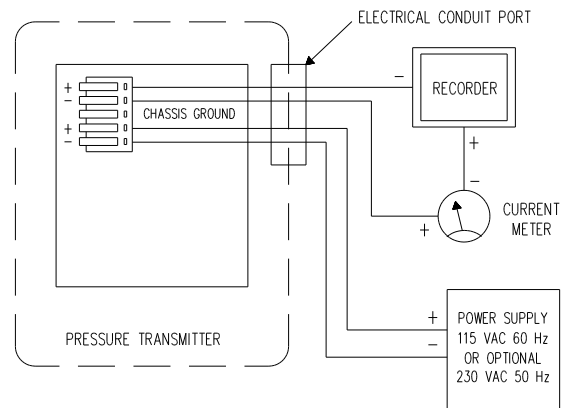 ELECTRICAL CONDUIT PORT
+
−
CHASSIS GROUND
+
−
−
RECORDER
+
−
+
CURRENT
METER
PRESSURE TRANSMITTER
+
−
POWER SUPPLY
115 VAC 60 Hz
OR OPTIONAL
230 VAC 50 Hz